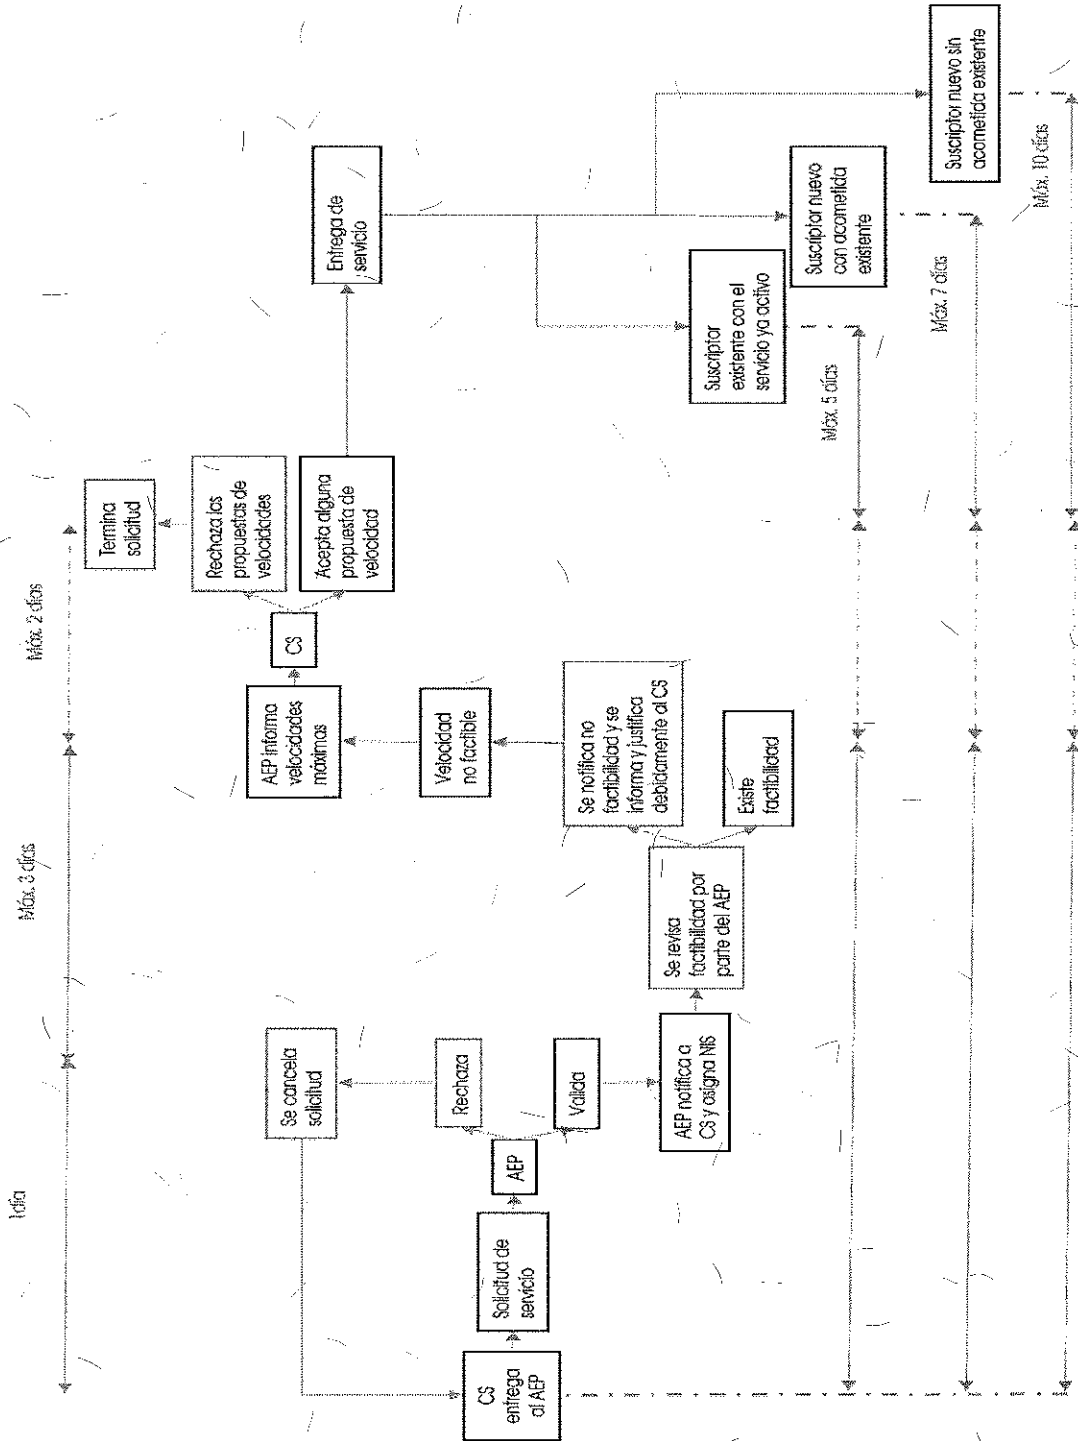 1día
Máx. 3 días
Máx. 2 días
CS
entrega
al AEP
Solicitud de
servicio
AEP
Rechaza
Valida
Se cancela
solicitud
AEP notifica a
CS y asigna NIS
Se revisa
factibilidad por
parte del AEP
Se notifica no
factibilidad y se
informa y justifica
debidamente al CS
Existe
factibilidad
Velocidad
no factible
AEP informa
velocidades
máximas
CS
Rechaza las
propuestas de
velocidades
Termina
solicitud
Acepta alguna
propuesta de
velocidad
Entrega de
servicio
Suscriptor
existente con el
servicio ya activo
Suscriptor nuevo
con acometida
existente
Suscriptor nuevo sin
acometida existente
Máx. 5 días
Máx. 7 días
Máx. 10 días